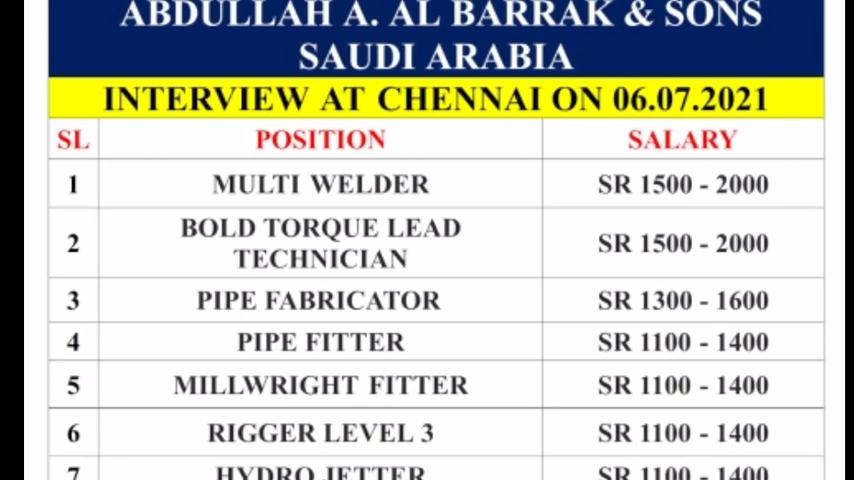 ABDULLAH A. AL BARRAK & SONS
SAUDI ARABIA
INTERVIEW AT CHENNAI ON 06.07.2021
SL POSITION SALARY
1 MULTI WELDER SR 1500 - 2000
2 BOLD TORQUE LEAD TECHNICIAN SR 1500 - 2000
3 PIPE FABRICATOR SR 1300 - 1600
4 PIPE FITTER SR 1100 - 1400
5 MILLWRIGHT FITTER SR 1100 - 1400
6 RIGGER LEVEL 3 SR 1100 - 1400
7 HYDRO JETTER SR 1100 - 1400